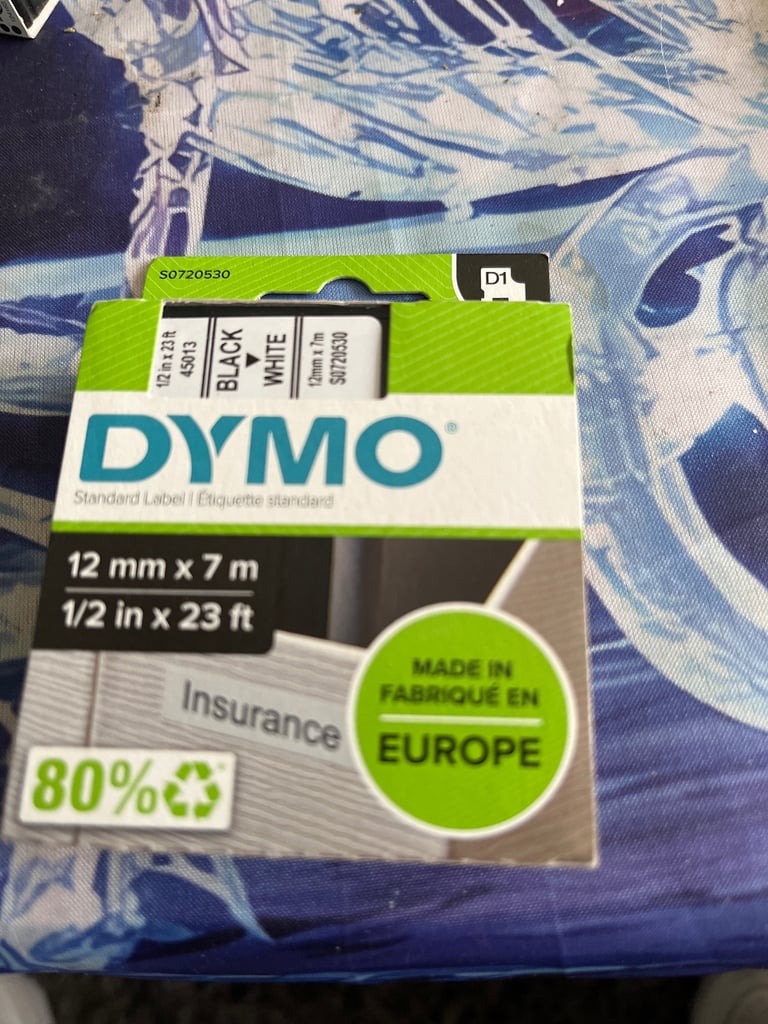 S0720530
D1
1/2 in x 23 ft
45013
BLACK
WHITE
12mm x 7m
S0720530
DYMO®
Standard Label | Étiquette standard
12 mm x 7 m
1/2 in x 23 ft
Insurance
MADE IN
FABRIQUÉ EN
EUROPE
80%